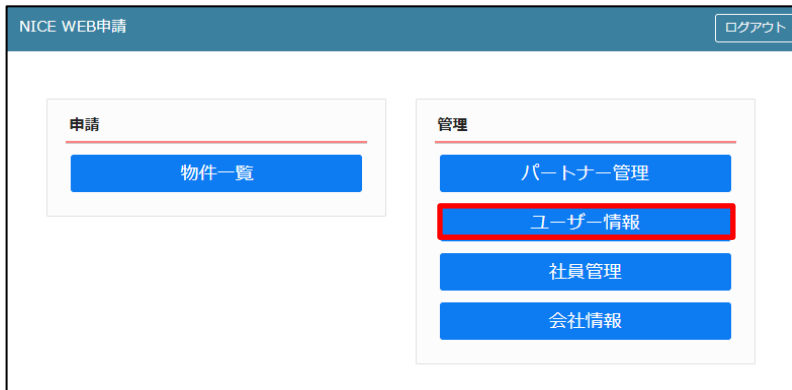 NICE WEB申請
ログアウト
申請
物件一覧
管理
パートナー管理
ユーザー情報
社員管理
会社情報